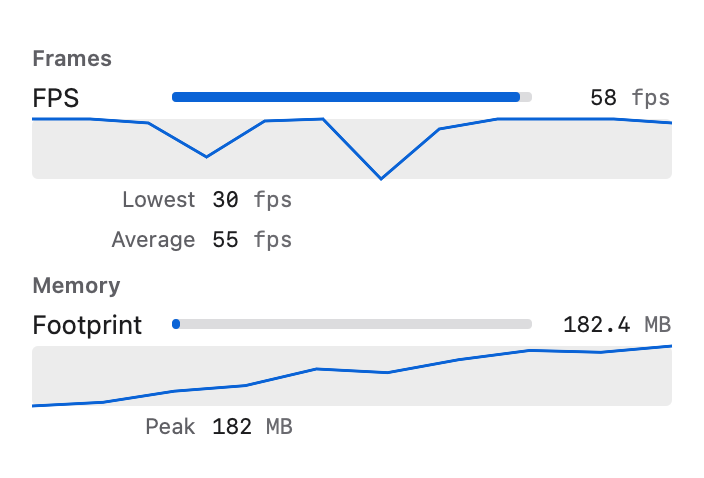 Frames
FPS 58 fps
Lowest 30 fps
Average 55 fps
Memory
Footprint 182.4 MB
Peak 182 MB